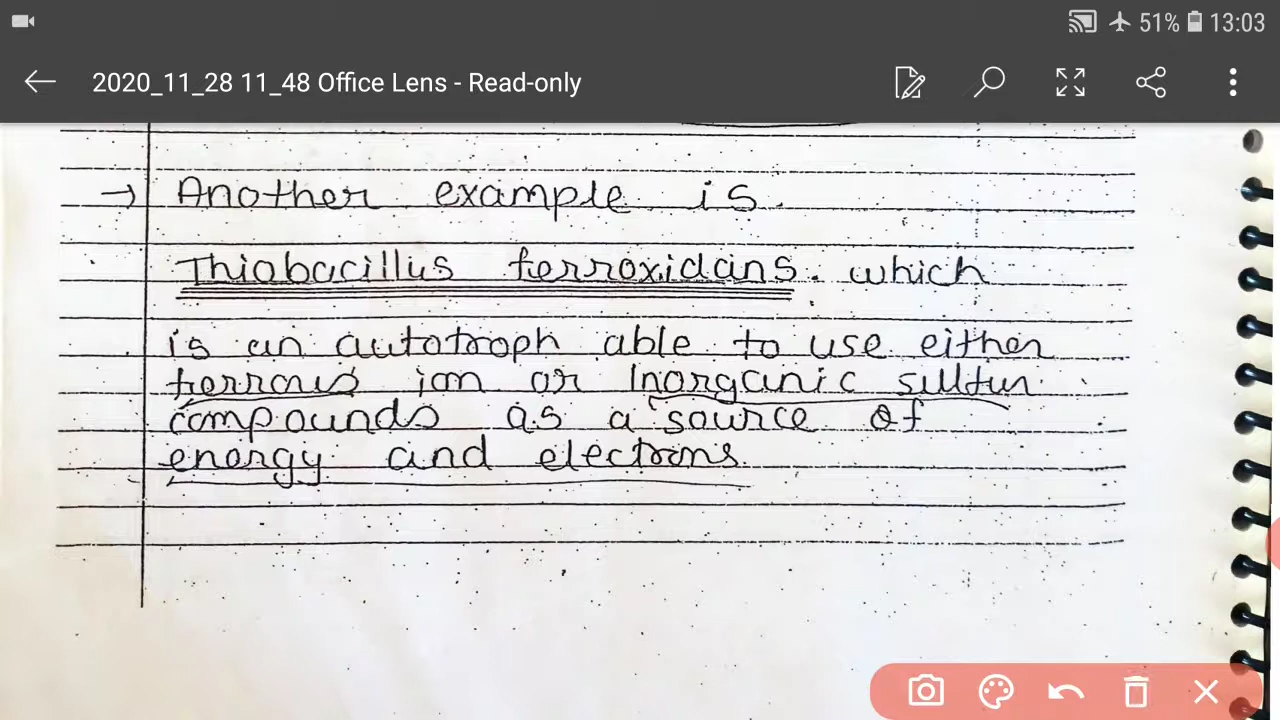 51% 13:03
2020_11_28 11_48 Office Lens - Read-only
→ Another example is
Thiobacillus ferroxidans. which
is an autotroph able to use either
ferrous ion or Inorganic sulfur
compounds as a source of
energy and electrons.